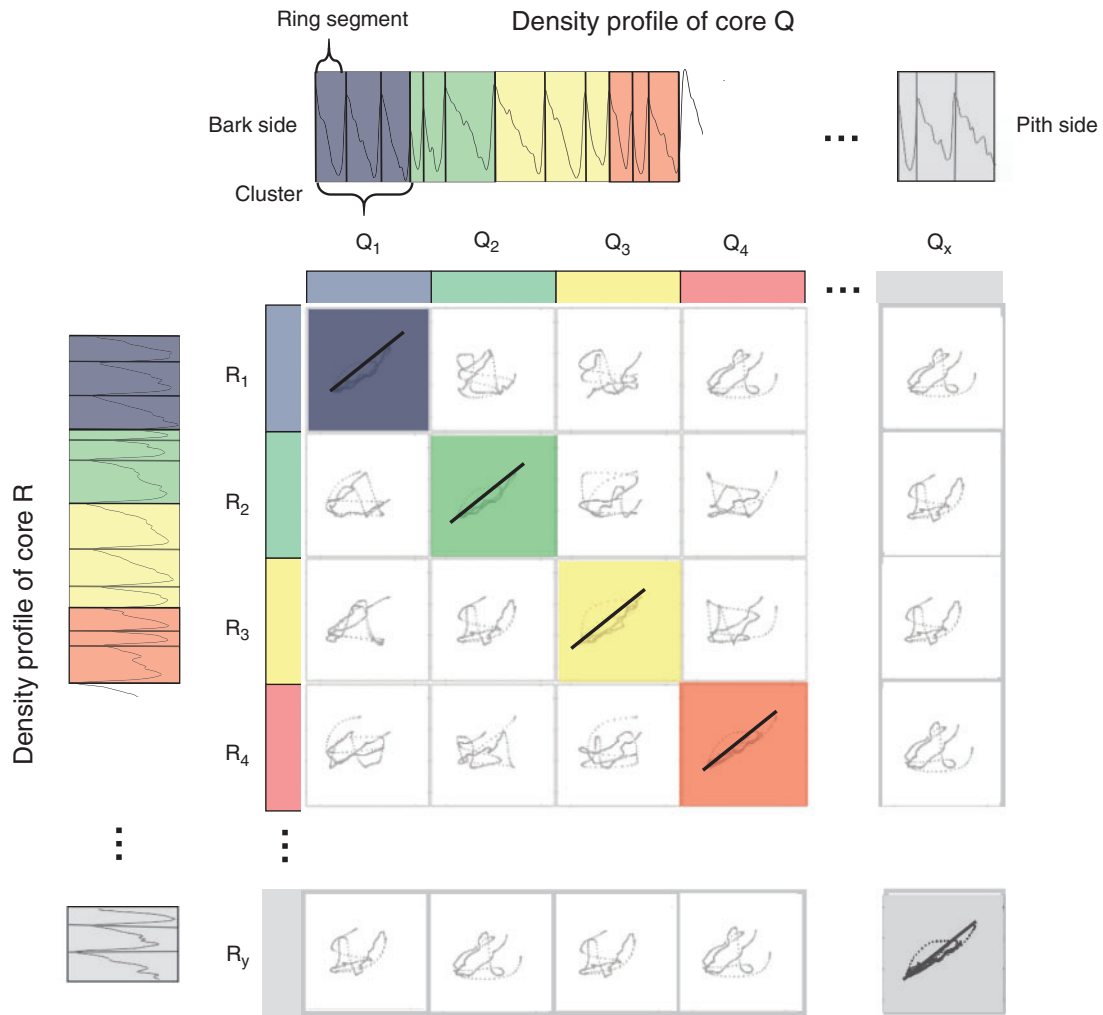 Ring segment
Density profile of core Q
Bark side
...
Pith side
Cluster
Q1
Q2
Q3
Q4
Qx
...
R1
R2
Density profile of core R
R3
R4
...
...
Ry